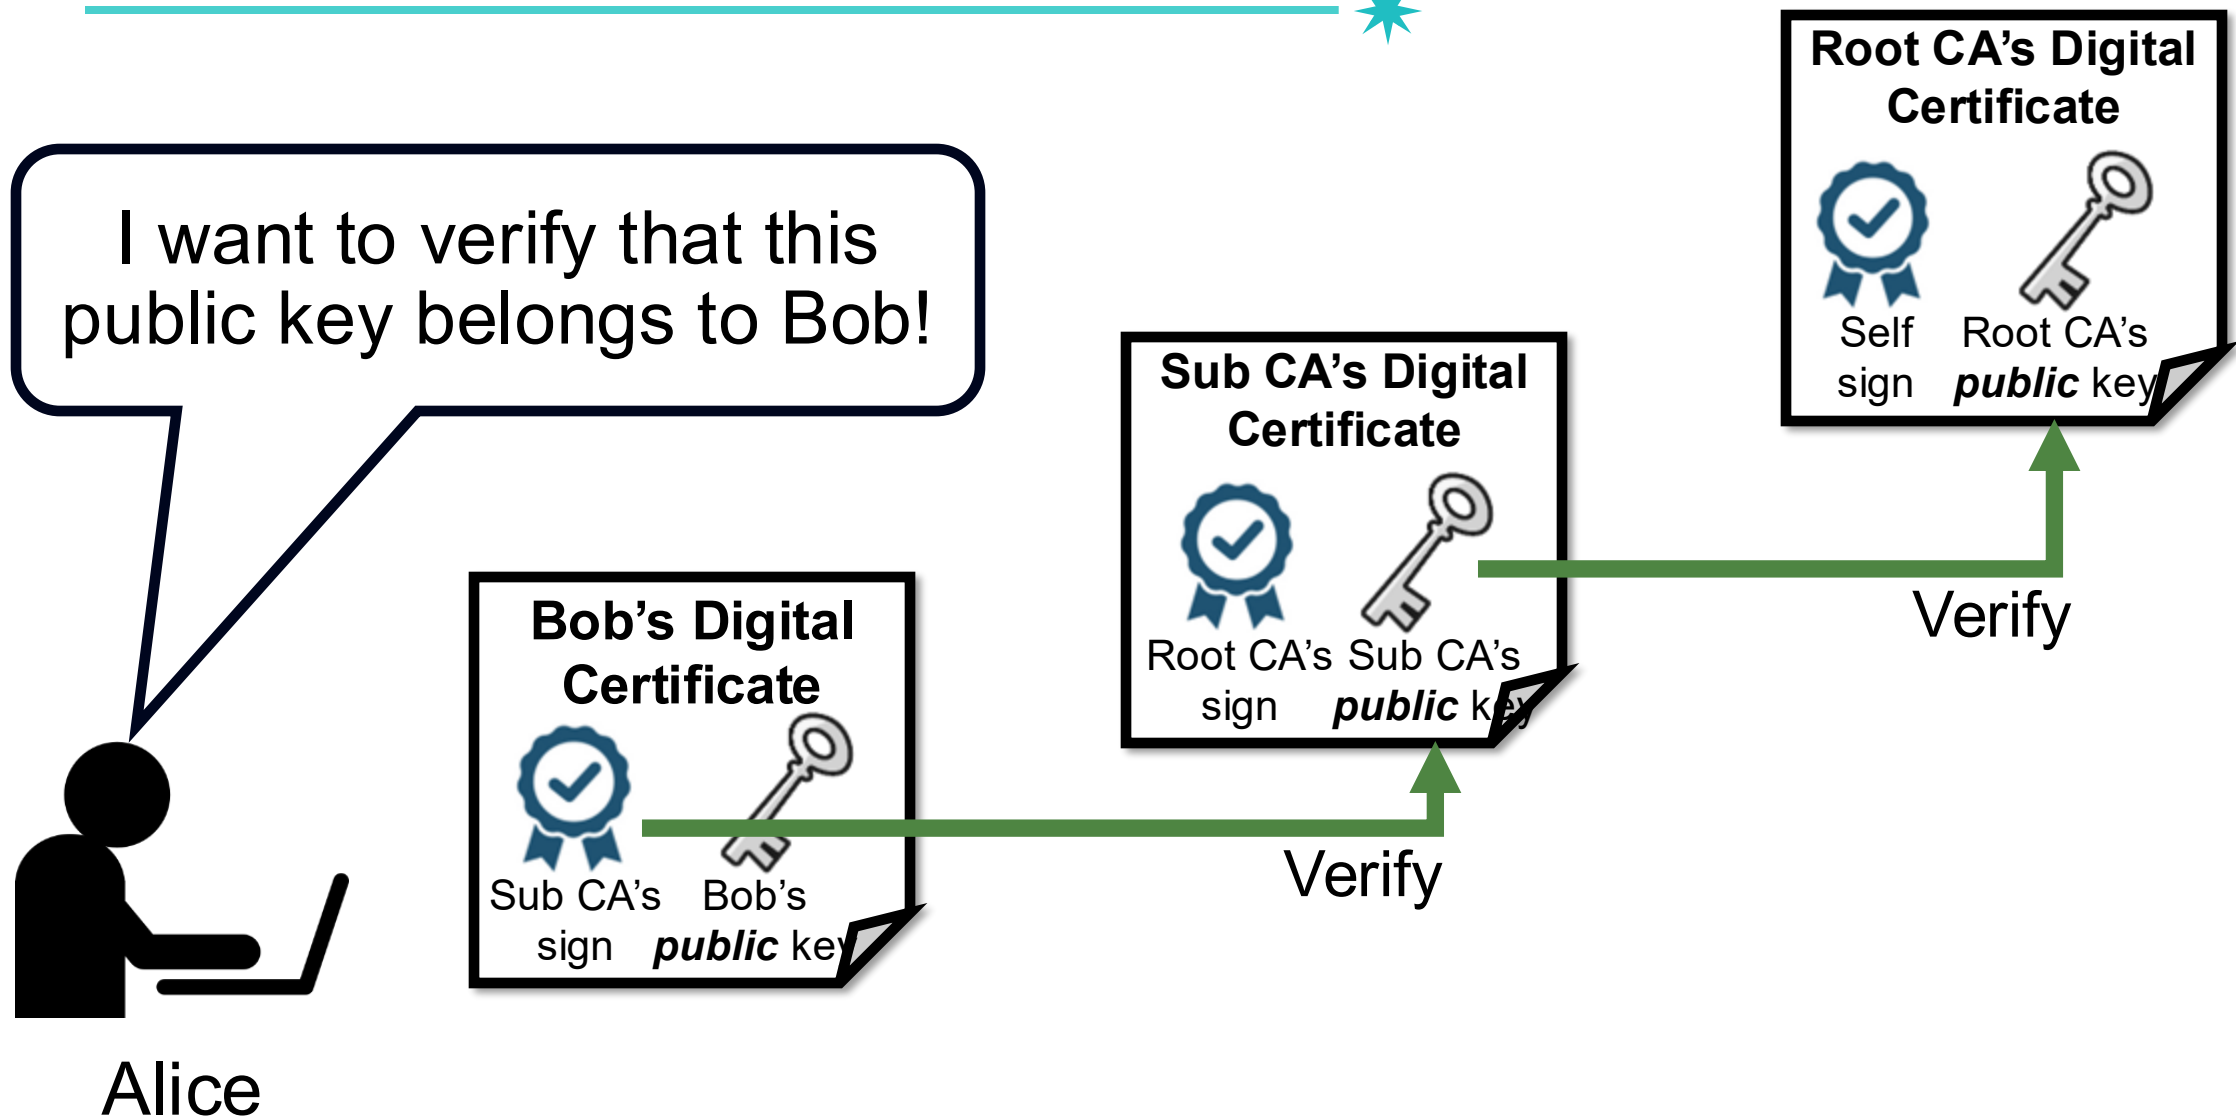 Root CA’s Digital
Certificate
Self
sign
Root CA’s
public key
I want to verify that this
public key belongs to Bob!
Sub CA’s Digital
Certificate
Root CA’s
sign
Sub CA’s
public key
Verify
Bob’s Digital
Certificate
Sub CA’s
sign
Bob’s
public key
Verify
Alice